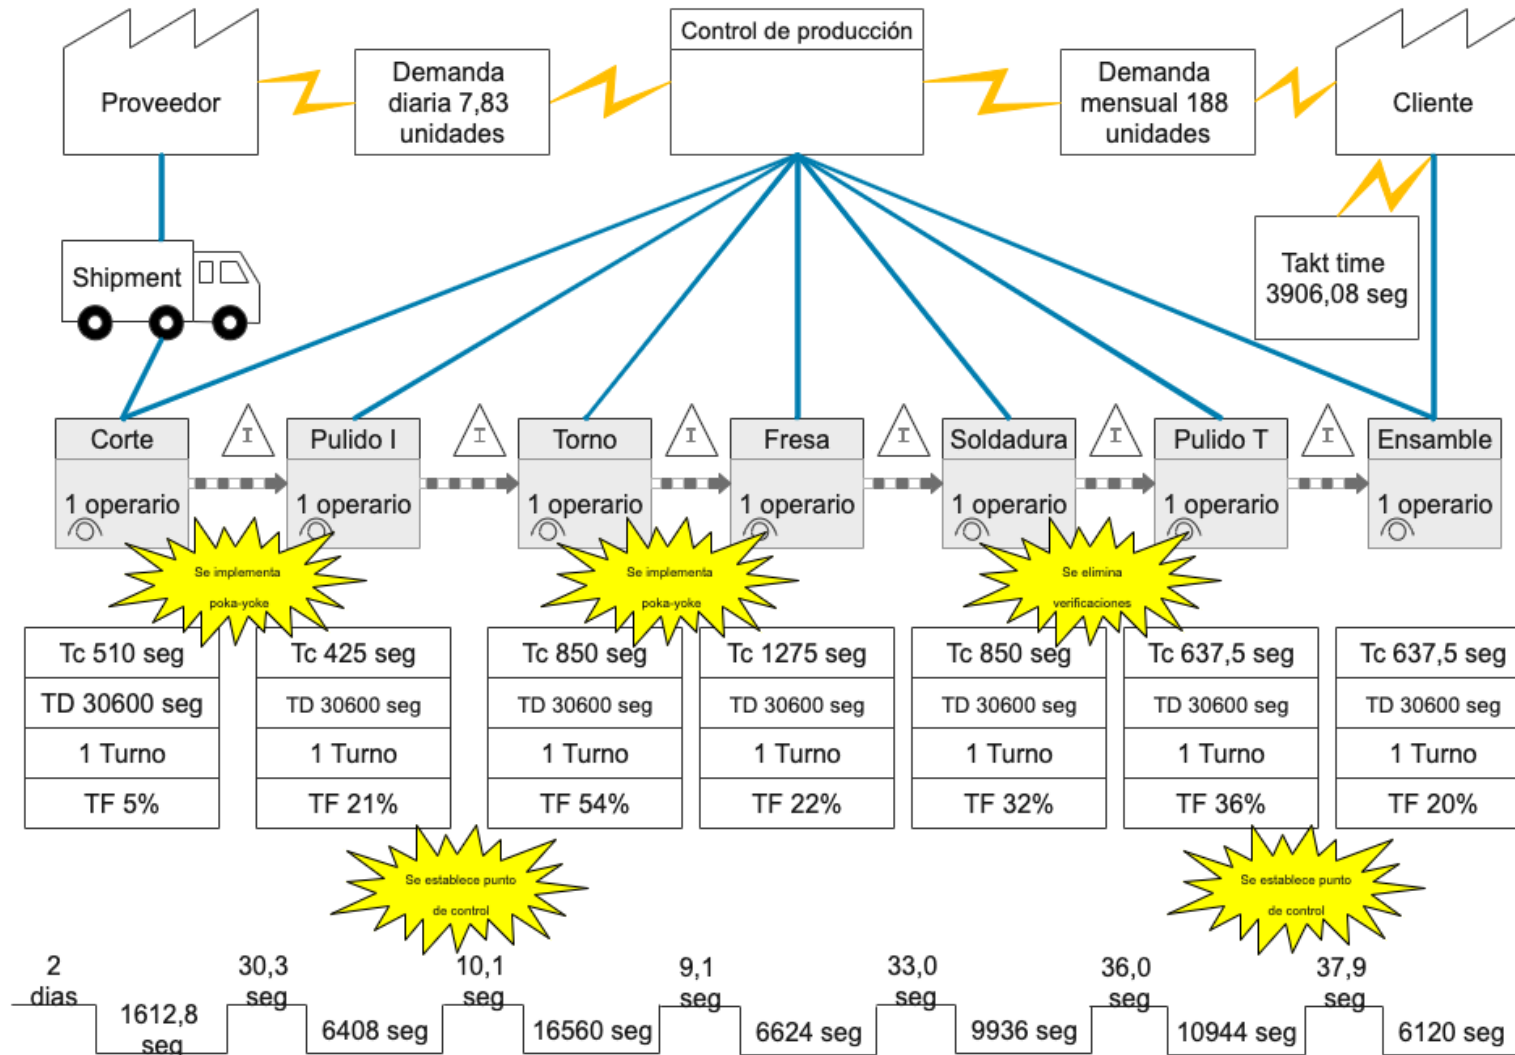 Proveedor
Demanda
diaria 7,83
unidades
Control de producción
Demanda
mensual 188
unidades
Cliente
Shipment
Takt time
3906,08 seg
Corte
I
Pulido I
I
Torno
I
Fresa
I
Soldadura
I
Pulido T
I
Ensamble
1 operario
1 operario
1 operario
1 operario
1 operario
1 operario
1 operario
Se implementa
poka-yoke
Se implementa
poka-yoke
Se elimina
verificaciones
Tc 510 seg
Tc 425 seg
Tc 850 seg
Tc 1275 seg
Tc 850 seg
Tc 637,5 seg
Tc 637,5 seg
TD 30600 seg
TD 30600 seg
TD 30600 seg
TD 30600 seg
TD 30600 seg
TD 30600 seg
TD 30600 seg
1 Turno
1 Turno
1 Turno
1 Turno
1 Turno
1 Turno
1 Turno
TF 5%
TF 21%
TF 54%
TF 22%
TF 32%
TF 36%
TF 20%
Se establece punto
de control
Se establece punto
de control
2
dias
1612,8
seg
30,3
seg
6408 seg
10,1
seg
16560 seg
9,1
seg
6624 seg
33,0
seg
9936 seg
36,0
seg
10944 seg
37,9
seg
6120 seg